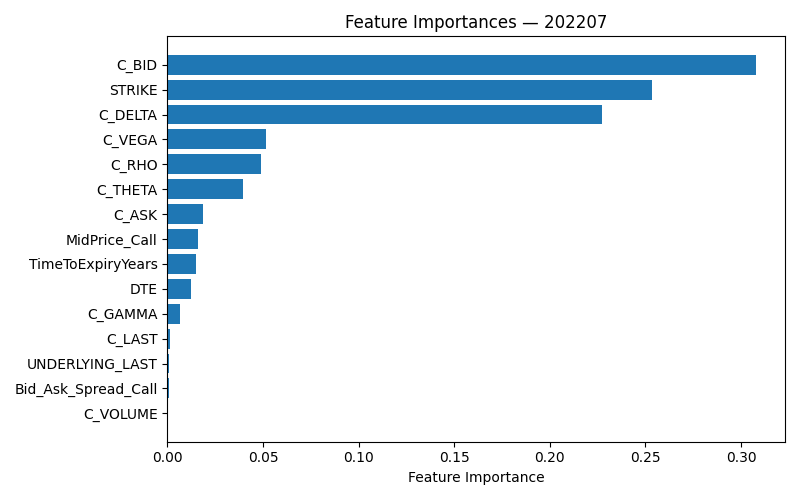 Feature Importances — 202207
C_BID
STRIKE
C_DELTA
C_VEGA
C_RHO
C_THETA
C_ASK
MidPrice_Call
TimeToExpiryYears
DTE
C_GAMMA
C_LAST
UNDERLYING_LAST
Bid_Ask_Spread_Call
C_VOLUME
0.00 0.05 0.10 0.15 0.20 0.25 0.30
Feature Importance